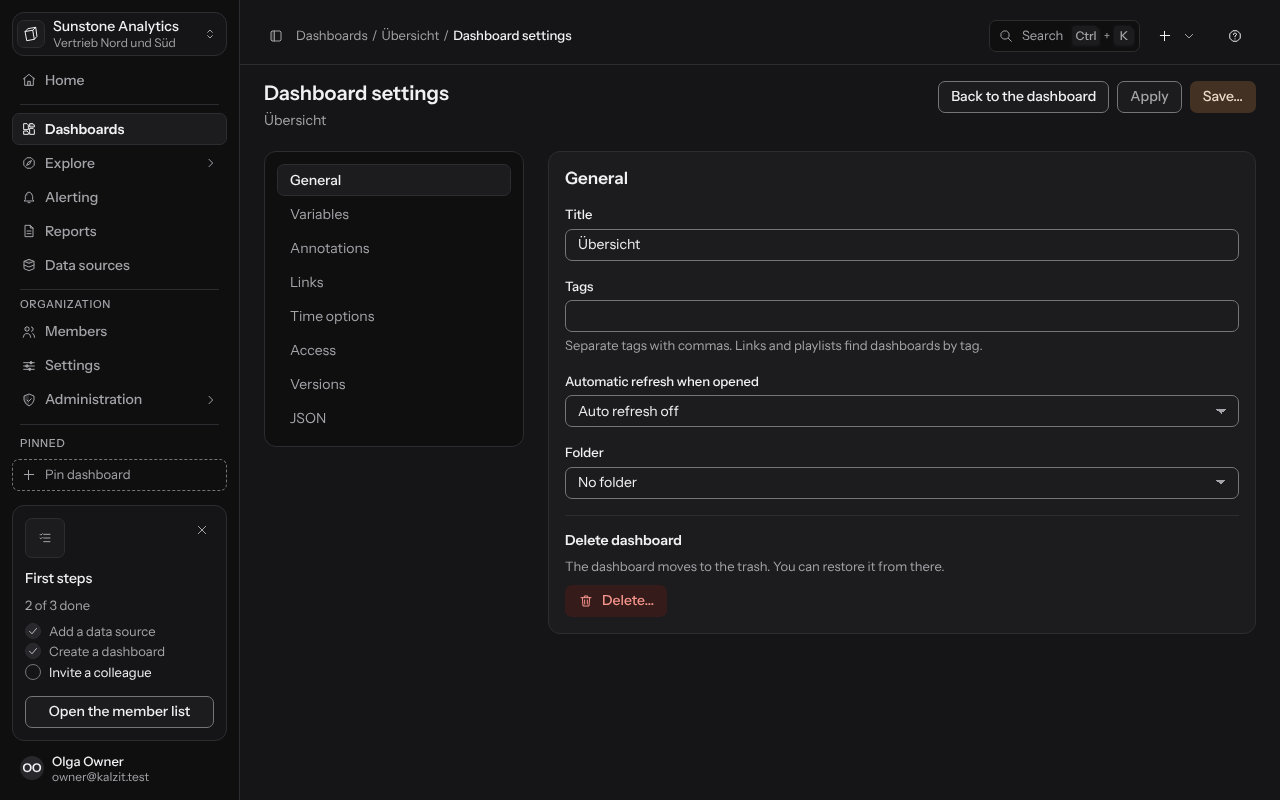 Sunstone Analytics
Vertrieb Nord und Süd
Home
Dashboards
Explore
Alerting
Reports
Data sources
ORGANIZATION
Members
Settings
Administration
PINNED
Pin dashboard
First steps
2 of 3 done
Add a data source
Create a dashboard
Invite a colleague
Open the member list
OO
Olga Owner
owner@kalzit.test
Dashboards / Übersicht / Dashboard settings
Search Ctrl + K
Dashboard settings
Übersicht
Back to the dashboard
Apply
Save...
General
Variables
Annotations
Links
Time options
Access
Versions
JSON
General
Title
Übersicht
Tags
Separate tags with commas. Links and playlists find dashboards by tag.
Automatic refresh when opened
Auto refresh off
Folder
No folder
Delete dashboard
The dashboard moves to the trash. You can restore it from there.
Delete...